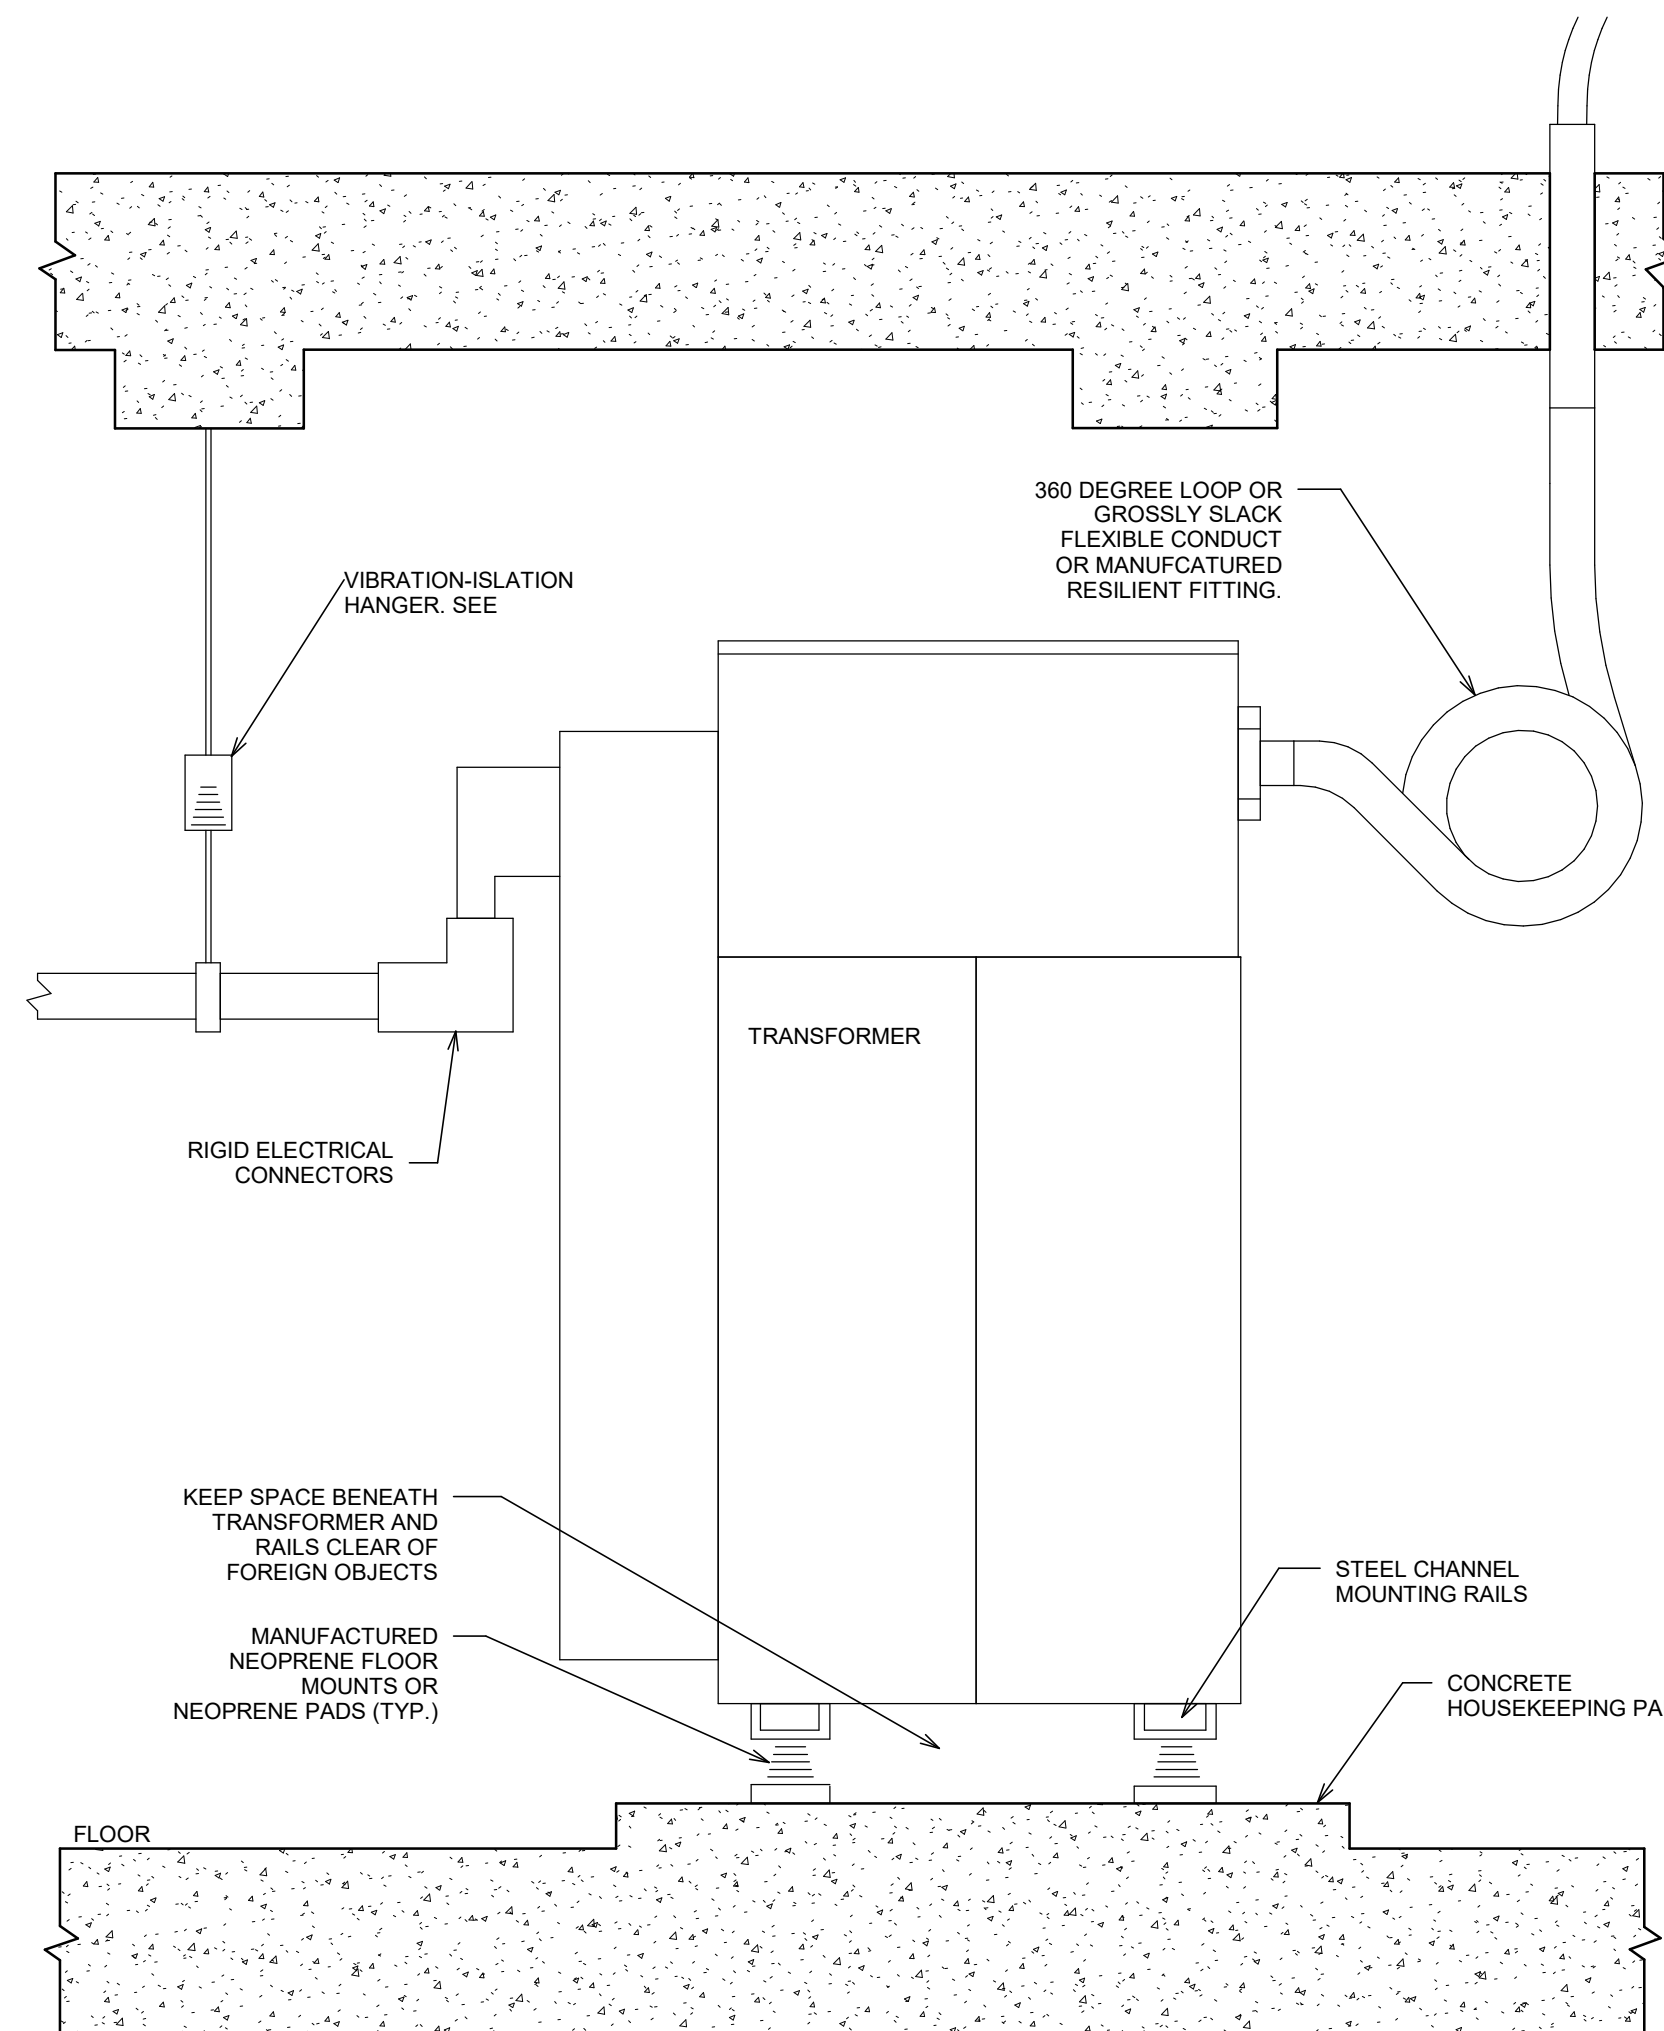 360 DEGREE LOOP OR
GROSSLY SLACK
FLEXIBLE CONDUCT
OR MANUFCATURED
RESILIENT FITTING.
VIBRATION-ISLATION
HANGER. SEE
TRANSFORMER
RIGID ELECTRICAL
CONNECTORS
KEEP SPACE BENEATH
TRANSFORMER AND
RAILS CLEAR OF
FOREIGN OBJECTS
STEEL CHANNEL
MOUNTING RAILS
MANUFACTURED
NEOPRENE FLOOR
MOUNTS OR
NEOPRENE PADS (TYP.)
CONCRETE
HOUSEKEEPING PA
FLOOR